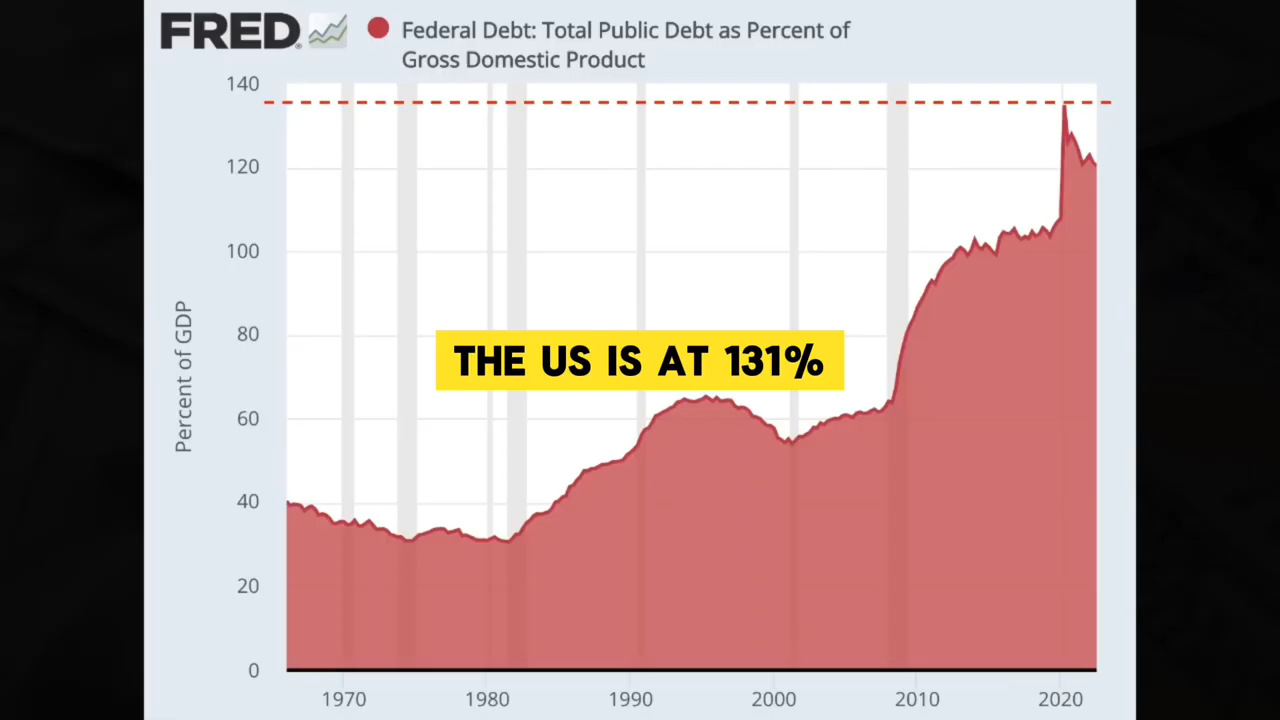 FRED
Federal Debt: Total Public Debt as Percent of
Gross Domestic Product
140
120
100
80
60
40
20
0
Percent of GDP
THE US IS AT 131%
1970
1980
1990
2000
2010
2020